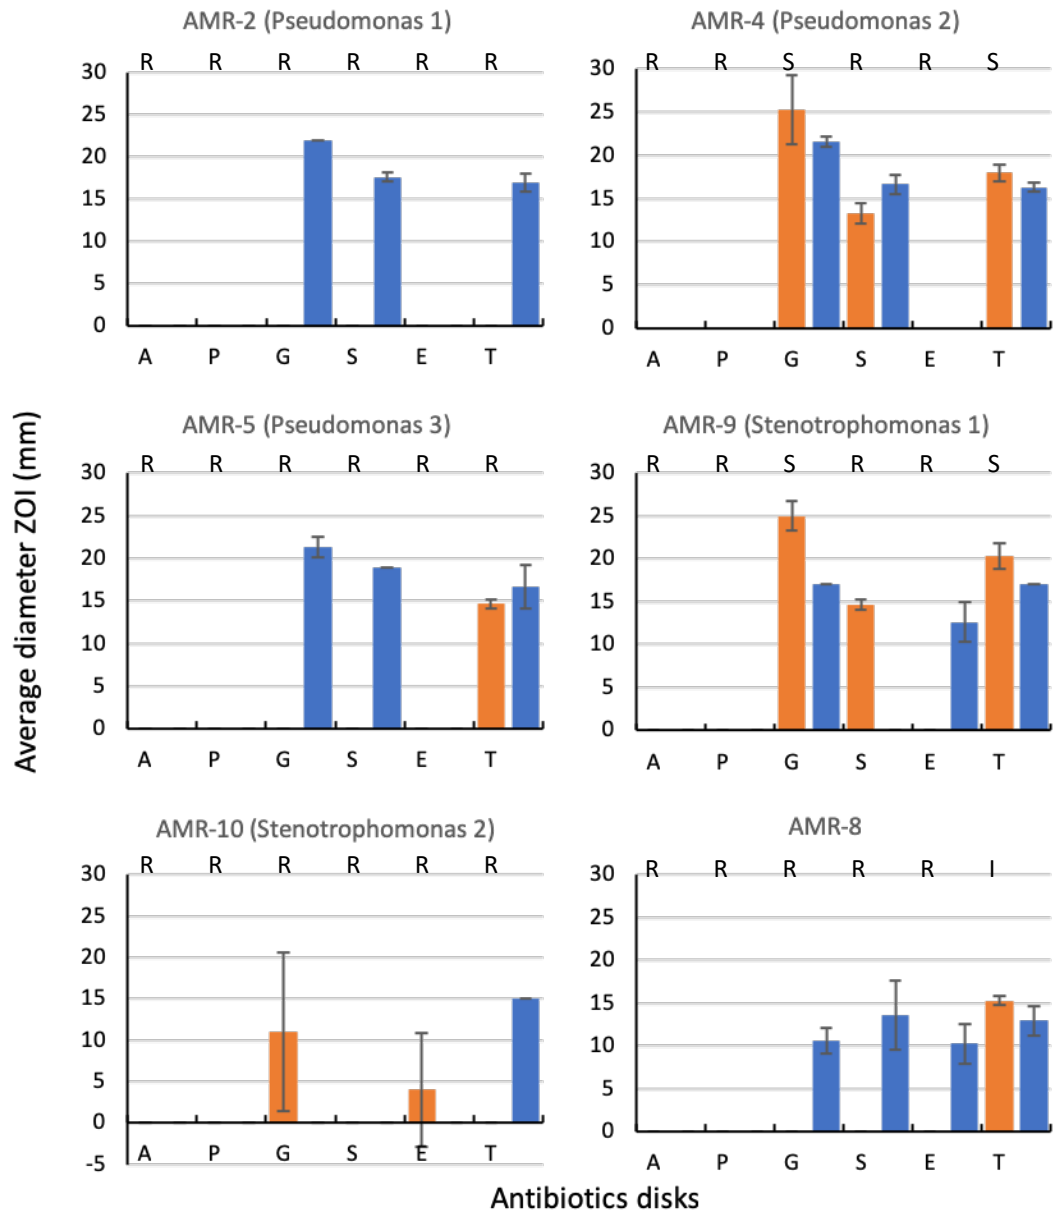 AMR-2 (Pseudomonas 1)
R R R R R R
30
25
20
15
10
5
0
A P G S E T
AMR-4 (Pseudomonas 2)
R R S R R S
30
25
20
15
10
5
0
A P G S E T
Average diameter ZOI (mm)
AMR-5 (Pseudomonas 3)
R R R R R R
30
25
20
15
10
5
0
A P G S E T
AMR-9 (Stenotrophomonas 1)
R R S R R S
30
25
20
15
10
5
0
A P G S E T
AMR-10 (Stenotrophomonas 2)
R R R R R R
30
25
20
15
10
5
0
-5
A P G S E T
AMR-8
R R R R R I
30
25
20
15
10
5
0
A P G S E T
Antibiotics disks